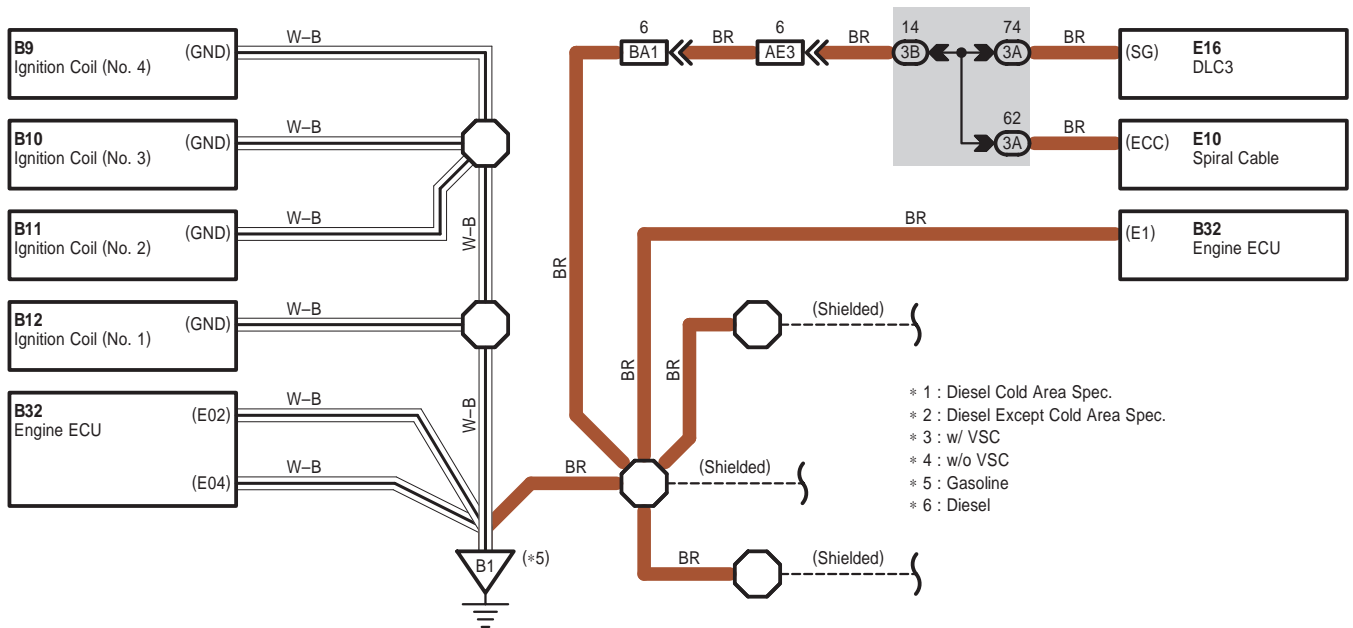 B9
Ignition Coil (No. 4)
(GND)
W–B
B10
Ignition Coil (No. 3)
(GND)
W–B
B11
Ignition Coil (No. 2)
(GND)
W–B
W–B
B12
Ignition Coil (No. 1)
(GND)
W–B
W–B
B32
Engine ECU
(E02)
W–B
(E04)
W–B
B1
(∗5)
BR
BR
6
BA1
BR
6
AE3
BR
14
3B
74
3A
BR
(SG)
E16
DLC3
62
3A
BR
(ECC)
E10
Spiral Cable
BR
(E1)
B32
Engine ECU
BR
BR
(Shielded)
(Shielded)
BR
(Shielded)
∗ 1 : Diesel Cold Area Spec.
∗ 2 : Diesel Except Cold Area Spec.
∗ 3 : w/ VSC
∗ 4 : w/o VSC
∗ 5 : Gasoline
∗ 6 : Diesel